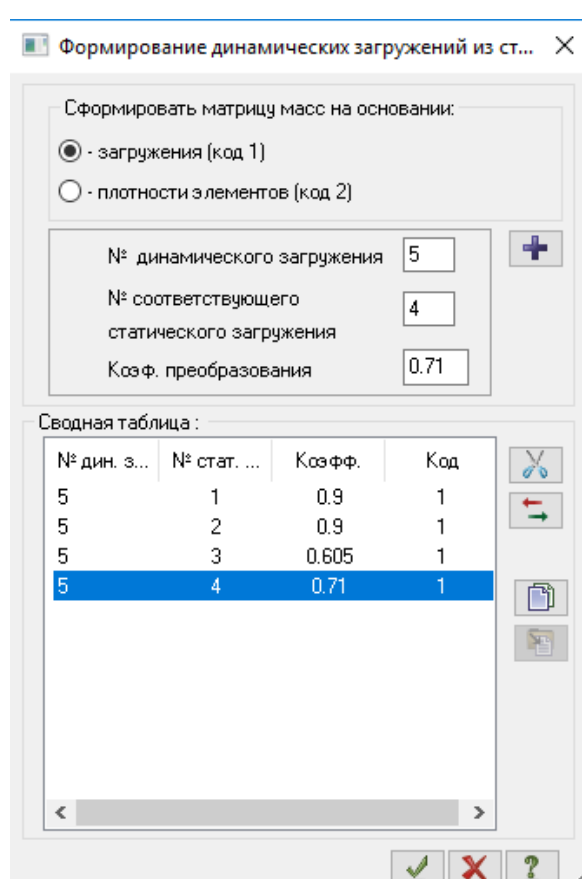 Формирование динамических загружений из ст...
Сформировать матрицу масс на основании:
- загружения (код 1)
- плотности элементов (код 2)
№ динамического загружения 5
№ соответствующего
статического загружения 4
Коэф. преобразования 0.71
Сводная таблица :
№ дин. з... № стат. ... Коэфф. Код
5 1 0.9 1
5 2 0.9 1
5 3 0.605 1
5 4 0.71 1